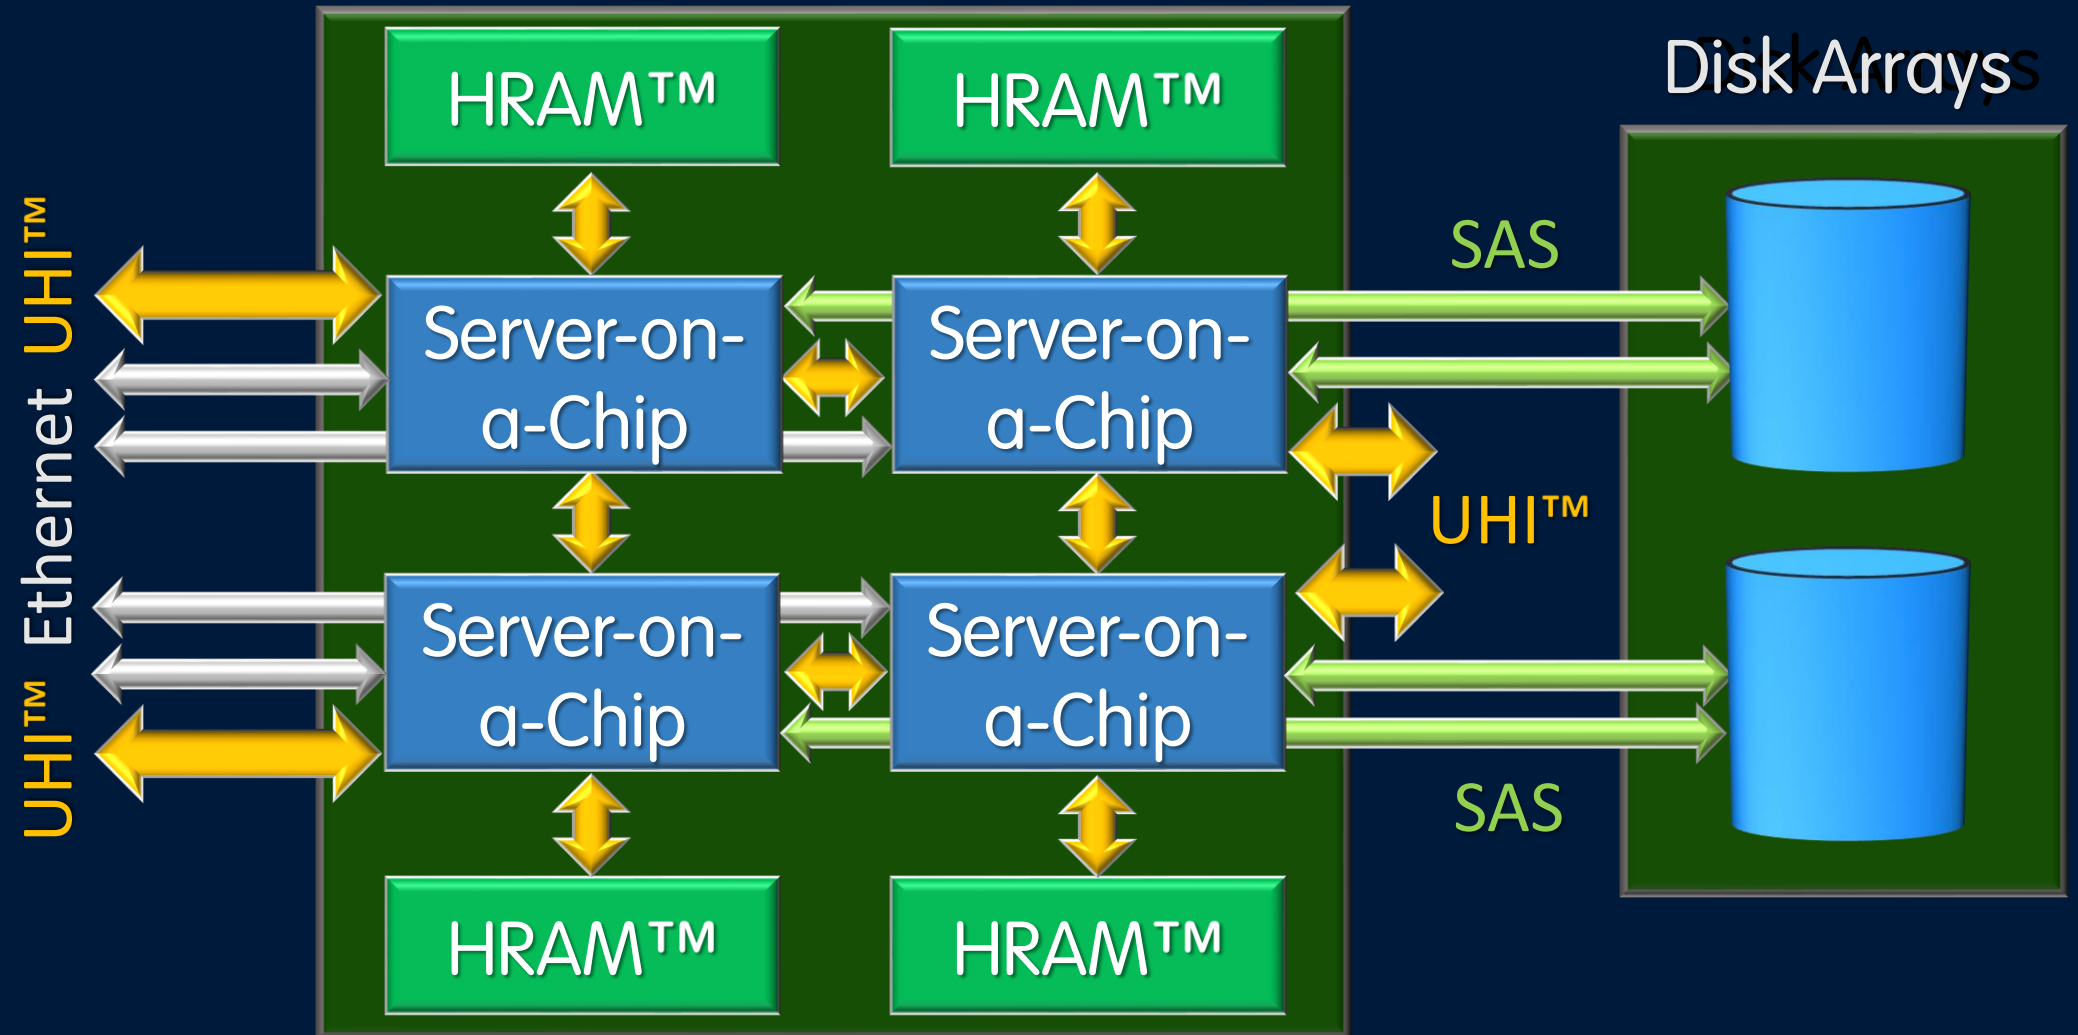 HRAM™
HRAM™
Disk Arrays
UHI™
SAS
Server-on-
a-Chip
Server-on-
a-Chip
Ethernet
UHI™
Server-on-
a-Chip
Server-on-
a-Chip
UHI™
SAS
HRAM™
HRAM™